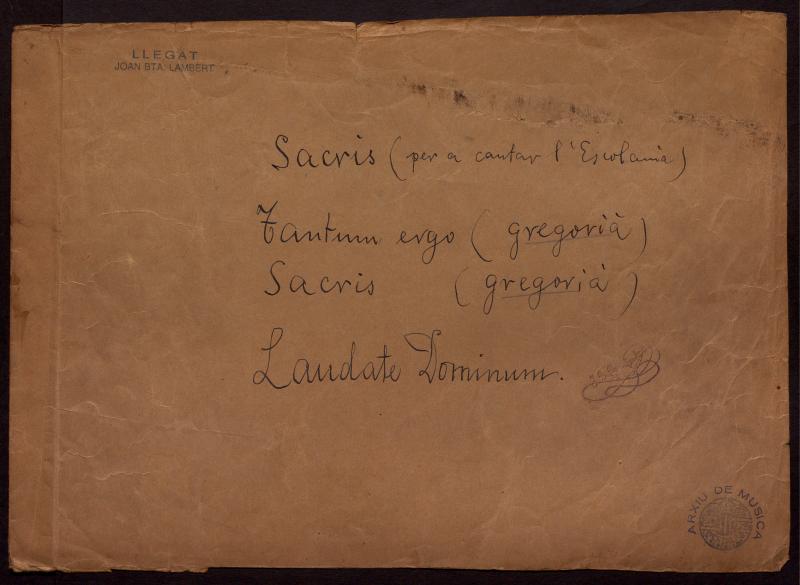 LLEGAT
JOAN BTA. LAMBERT
Sacris (per a cantar l'Escolania)
Tantum ergo (gregorià)
Sacris (gregorià)
Laudate Dominum.
ARXIU DE MUSICA